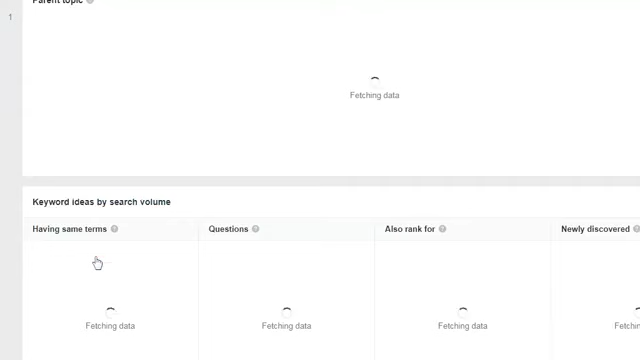 Parent topic
1
Fetching data
Keyword ideas by search volume
Having same terms Questions Also rank for Newly discovered
Fetching data Fetching data Fetching data Fetchin